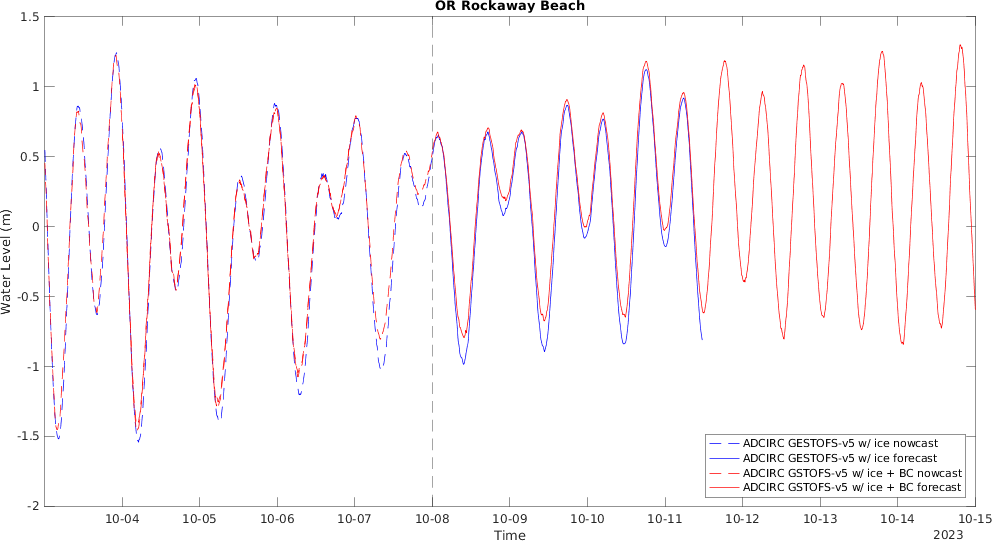 OR Rockaway Beach
1.5
1
0.5
0
-0.5
-1
-1.5
-2
Water Level (m)
10-04 10-05 10-06 10-07 10-08 10-09 10-10 10-11 10-12 10-13 10-14 10-15
Time
2023
ADCIRC GESTOFS-v5 w/ ice nowcast
ADCIRC GESTOFS-v5 w/ ice forecast
ADCIRC GSTOFS-v5 w/ ice + BC nowcast
ADCIRC GSTOFS-v5 w/ ice + BC forecast